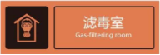 滤毒室
Gas-filtering room